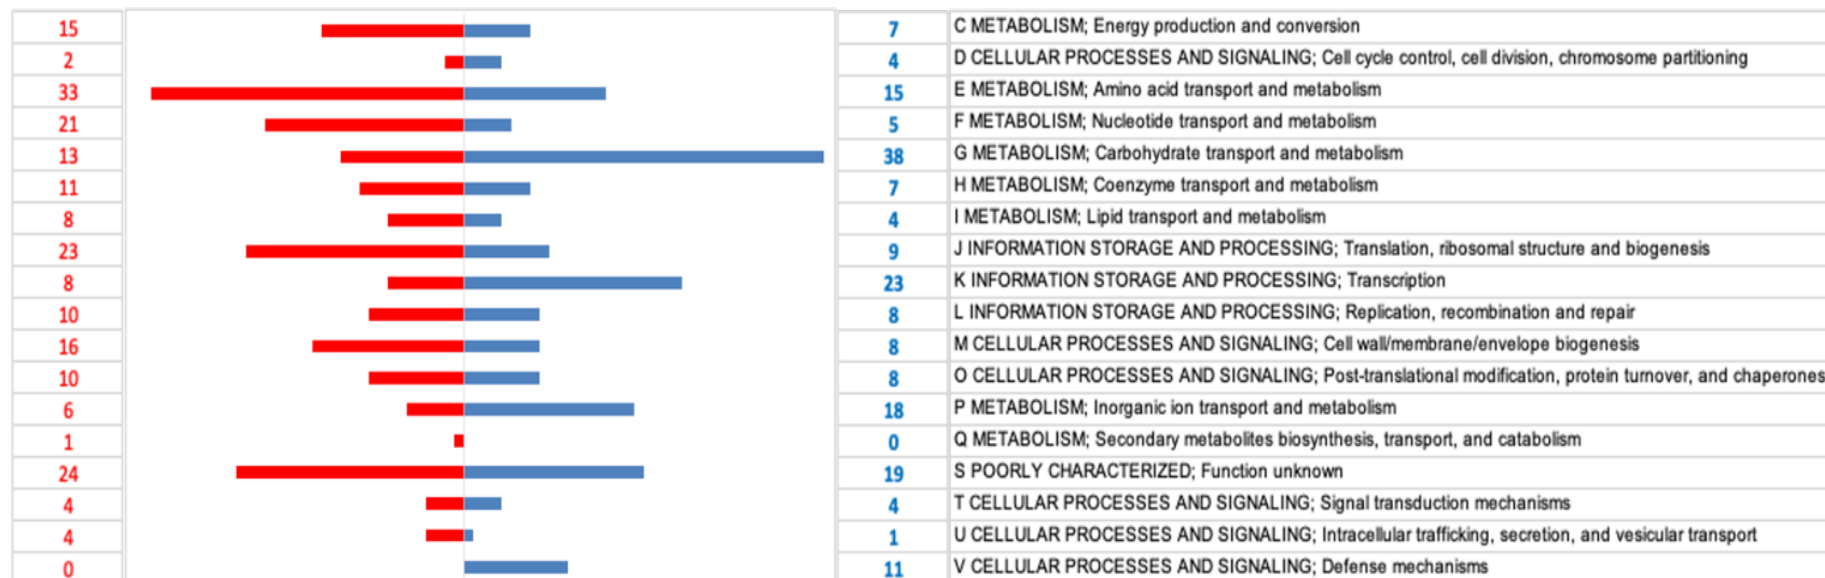 15 7 C METABOLISM; Energy production and conversion
2 4 D CELLULAR PROCESSES AND SIGNALING; Cell cycle control, cell division, chromosome partitioning
33 15 E METABOLISM; Amino acid transport and metabolism
21 5 F METABOLISM; Nucleotide transport and metabolism
13 38 G METABOLISM; Carbohydrate transport and metabolism
11 7 H METABOLISM; Coenzyme transport and metabolism
8 4 I METABOLISM; Lipid transport and metabolism
23 9 J INFORMATION STORAGE AND PROCESSING; Translation, ribosomal structure and biogenesis
8 23 K INFORMATION STORAGE AND PROCESSING; Transcription
10 8 L INFORMATION STORAGE AND PROCESSING; Replication, recombination and repair
16 8 M CELLULAR PROCESSES AND SIGNALING; Cell wall/membrane/envelope biogenesis
10 8 O CELLULAR PROCESSES AND SIGNALING; Post-translational modification, protein turnover, and chaperones
6 18 P METABOLISM; Inorganic ion transport and metabolism
1 0 Q METABOLISM; Secondary metabolites biosynthesis, transport, and catabolism
24 19 S POORLY CHARACTERIZED; Function unknown
4 4 T CELLULAR PROCESSES AND SIGNALING; Signal transduction mechanisms
4 1 U CELLULAR PROCESSES AND SIGNALING; Intracellular trafficking, secretion, and vesicular transport
0 11 V CELLULAR PROCESSES AND SIGNALING; Defense mechanisms